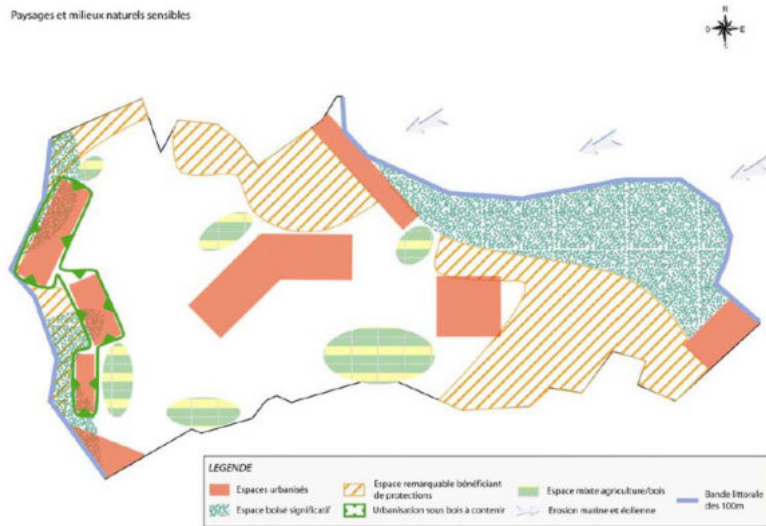 Paysages et milieux naturels sensibles
N
O E
S
LEGENDE
Espaces urbanisés
Espace remarquable bénéficiant
de protections
Espace mixte agriculture/bois
Bande littorale
des 100m
Espace boisé significatif
Urbanisation sous bois à contenir
Erosion marine et éolienne